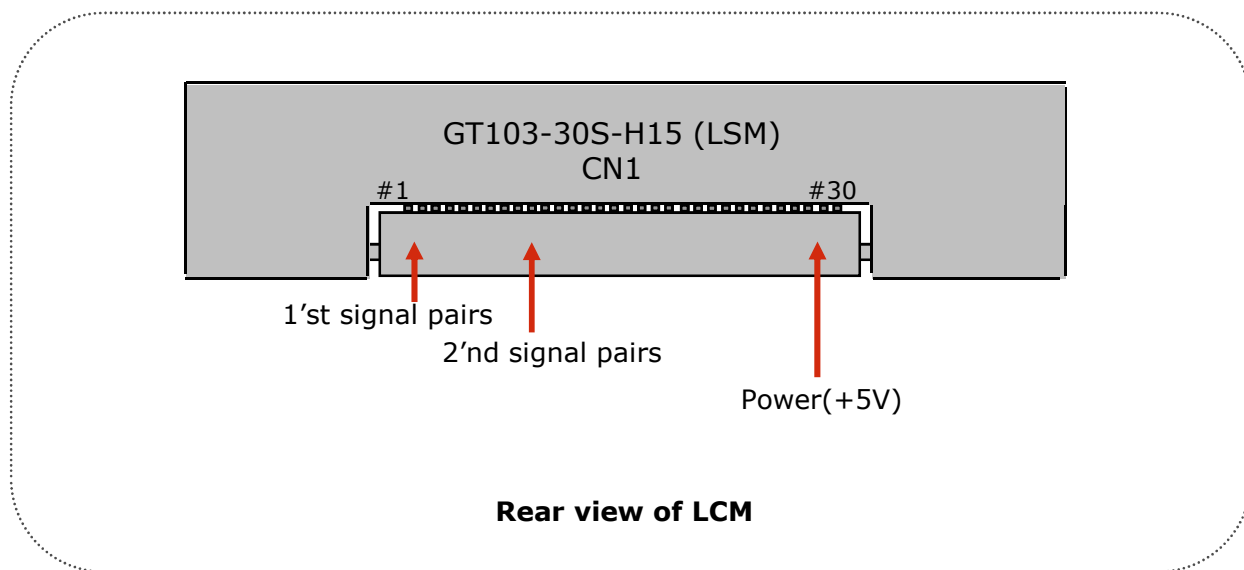 GT103-30S-H15 (LSM)
CN1
#1 #30
1’st signal pairs
2’nd signal pairs
Power(+5V)
Rear view of LCM